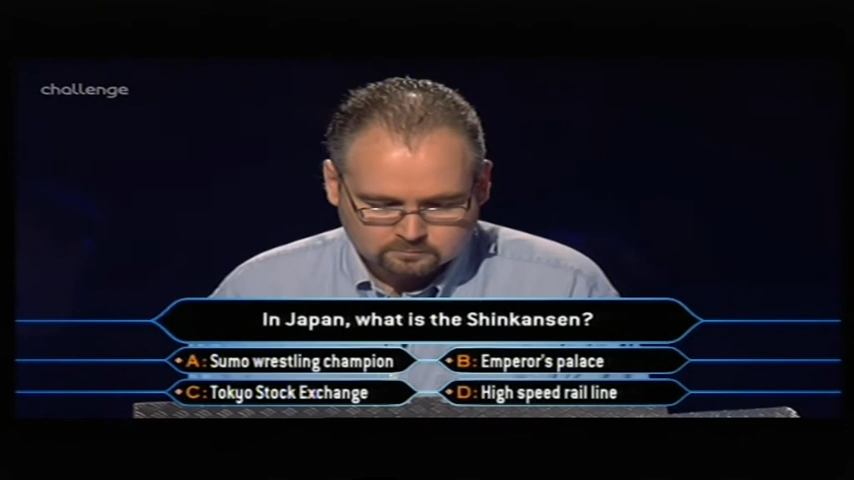 challenge
In Japan, what is the Shinkansen?
A: Sumo wrestling champion
B: Emperor's palace
C: Tokyo Stock Exchange
D: High speed rail line